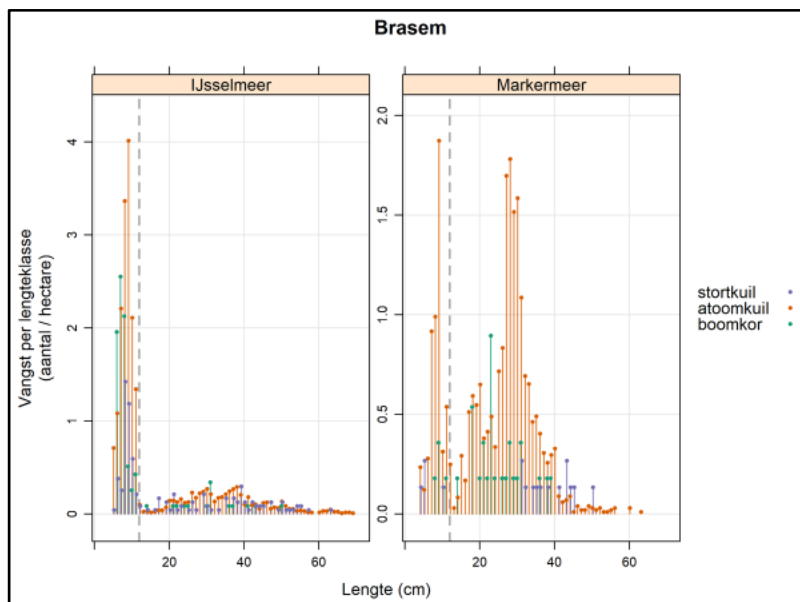 Brasem
IJsselmeer
Markermeer
Vangst per lengteklasse
(aantal / hectare)
4
3
2
1
0
2.0
1.5
1.0
0.5
0.0
stortkuil
atoomkuil
boomkor
20
40
60
20
40
60
Lengte (cm)